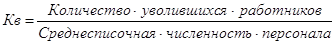 Кв = Количество · уволившихся · работников
Среднесписочная · численность · персонала